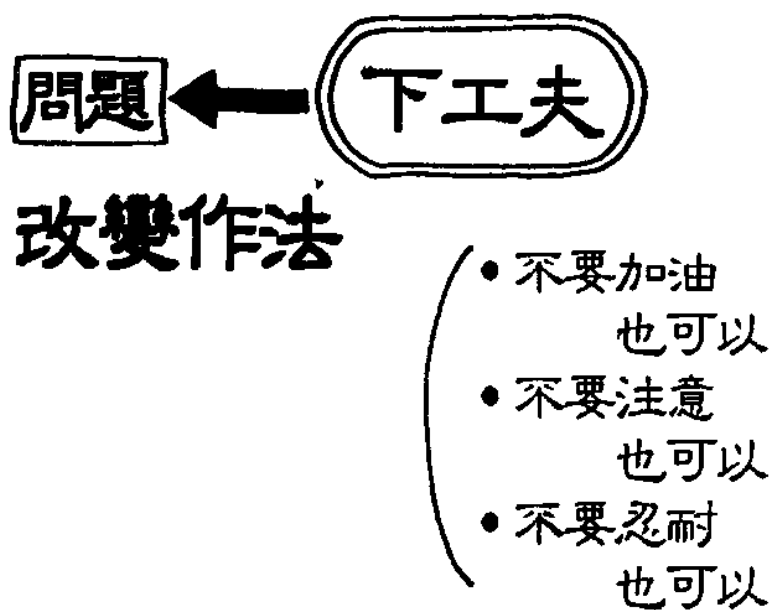 問題
下工夫
改變作法
• 不要加油
也可以
• 不要注意
也可以
• 不要忍耐
也可以